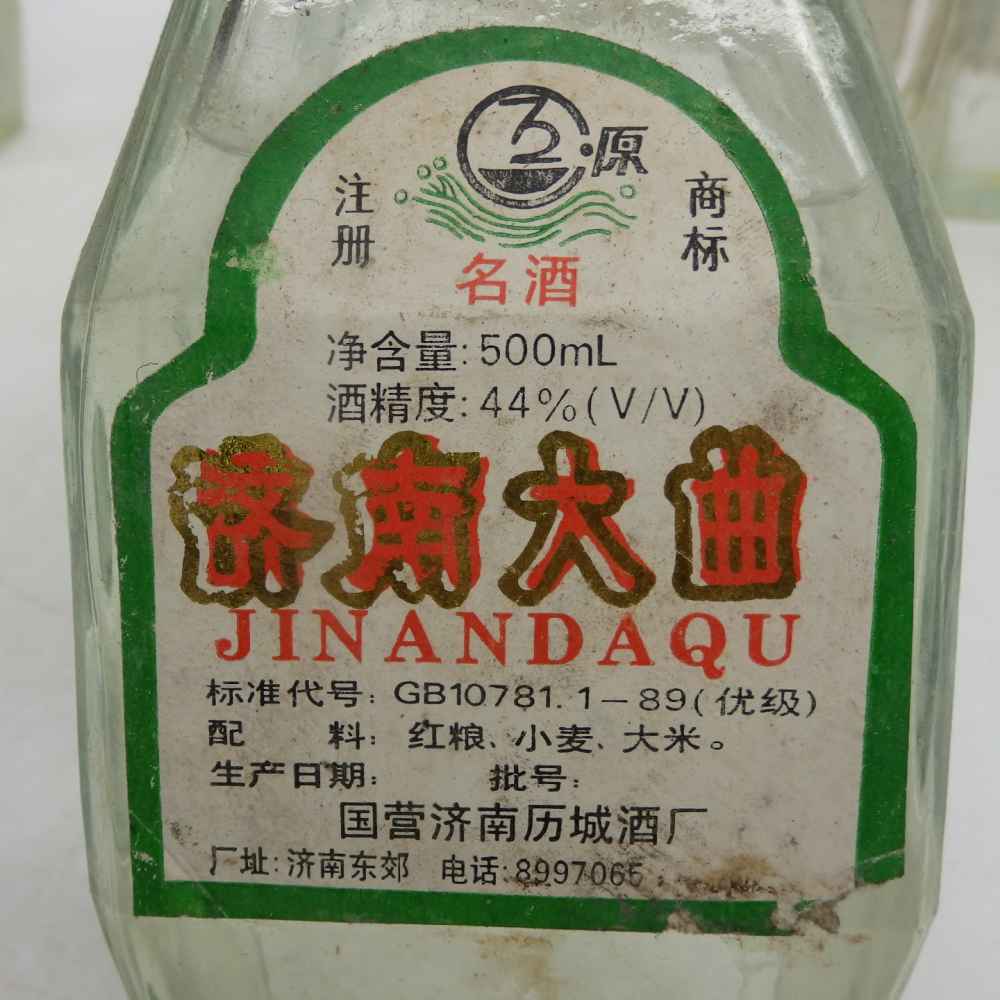 原
注册 商标
名酒
净含量:500mL
酒精度:44%(V/V)
济南大曲
JINANDAQU
标准代号:GB10781.1-89(优级)
配 料:红粮、小麦、大米。
生产日期: 批号:
国营济南历城酒厂
厂址:济南东郊 电话:8997065